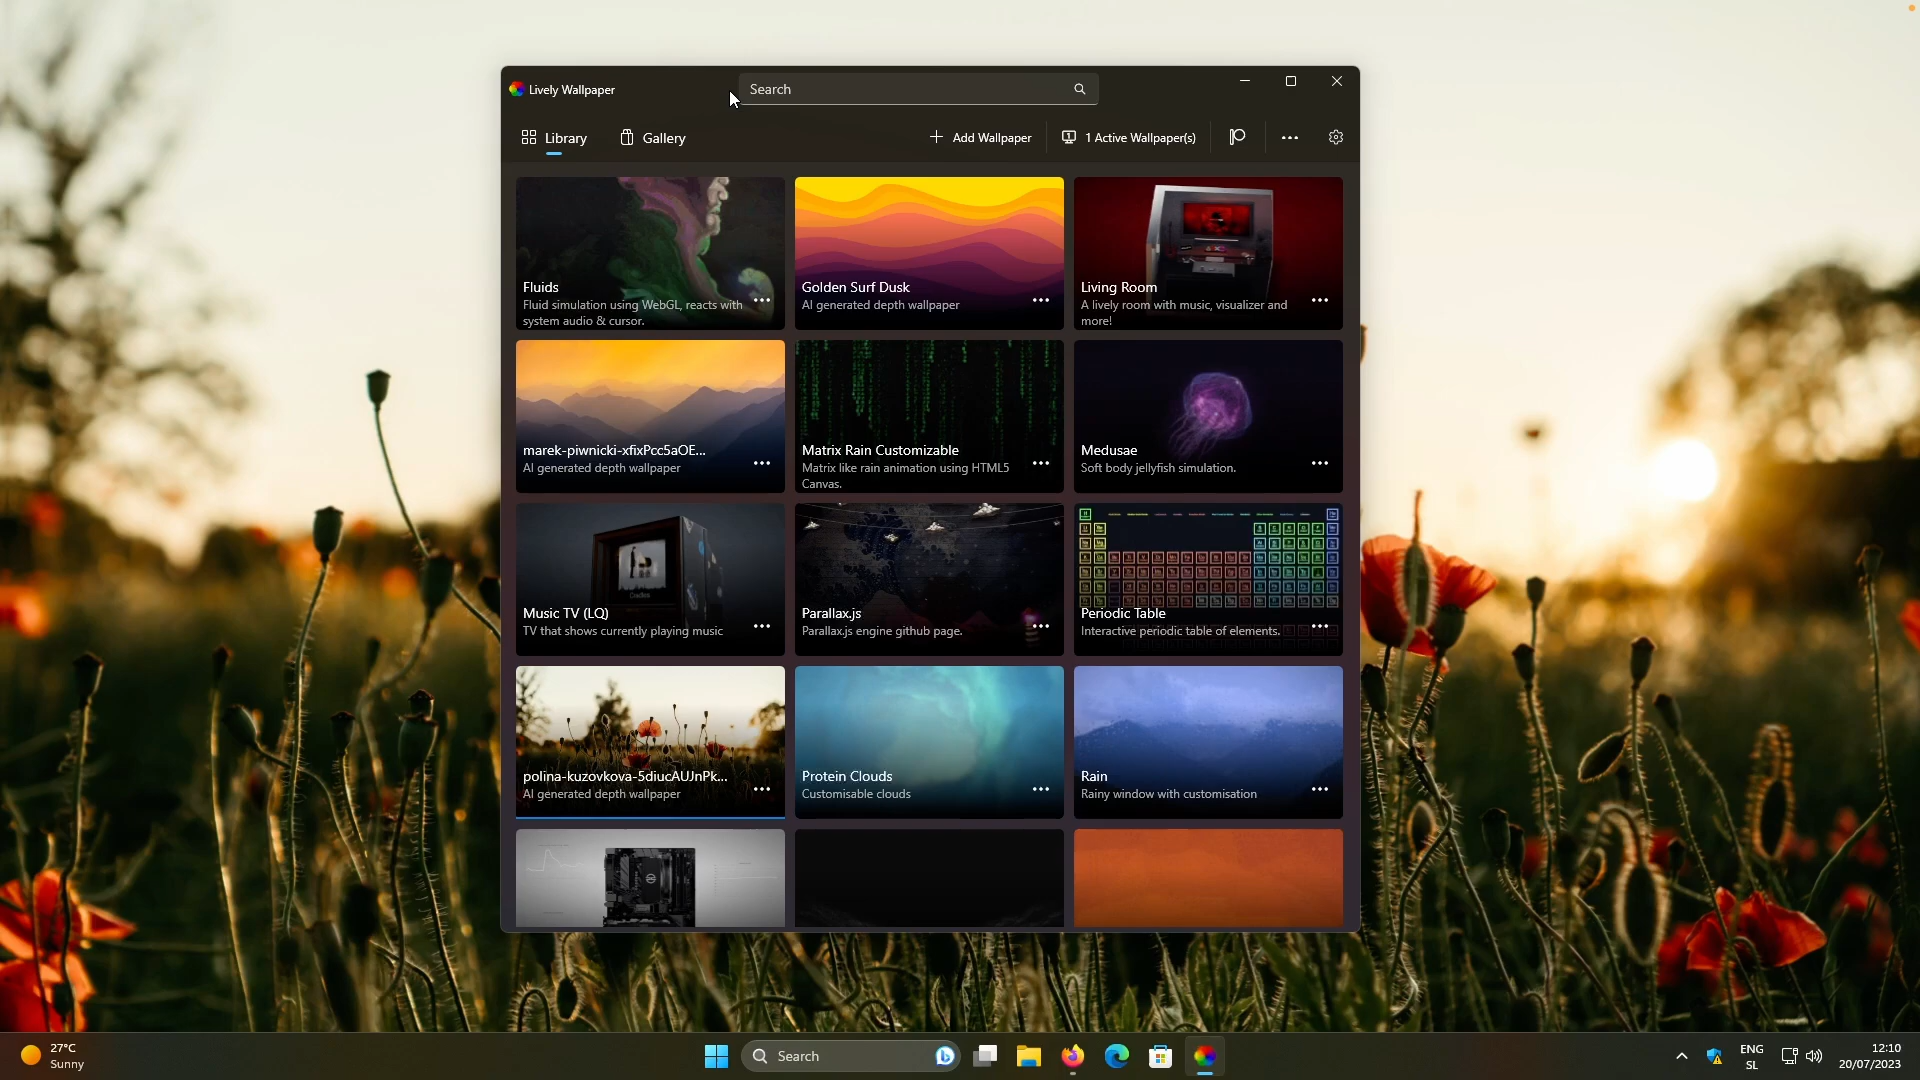 Lively Wallpaper
Search
Library
Gallery
Add Wallpaper
1 Active Wallpaper(s)
Fluids
Fluid simulation using WebGL, reacts with
system audio & cursor.
Golden Surf Dusk
AI generated depth wallpaper
Living Room
A lively room with music, visualizer and
more!
marek-piwnicki-xfixPcc5aOE...
AI generated depth wallpaper
Matrix Rain Customizable
Matrix like rain animation using HTML5
Canvas.
Medusae
Soft body jellyfish simulation.
Music TV (LQ)
TV that shows currently playing music
Parallax.js
Parallax.js engine github page.
Periodic Table
Interactive periodic table of elements.
polina-kuzovkova-5diucAUJnPk...
AI generated depth wallpaper
Protein Clouds
Customisable clouds
Rain
Rainy window with customisation
27°C
Sunny
Search
ENG
SL
12:10
20/07/2023